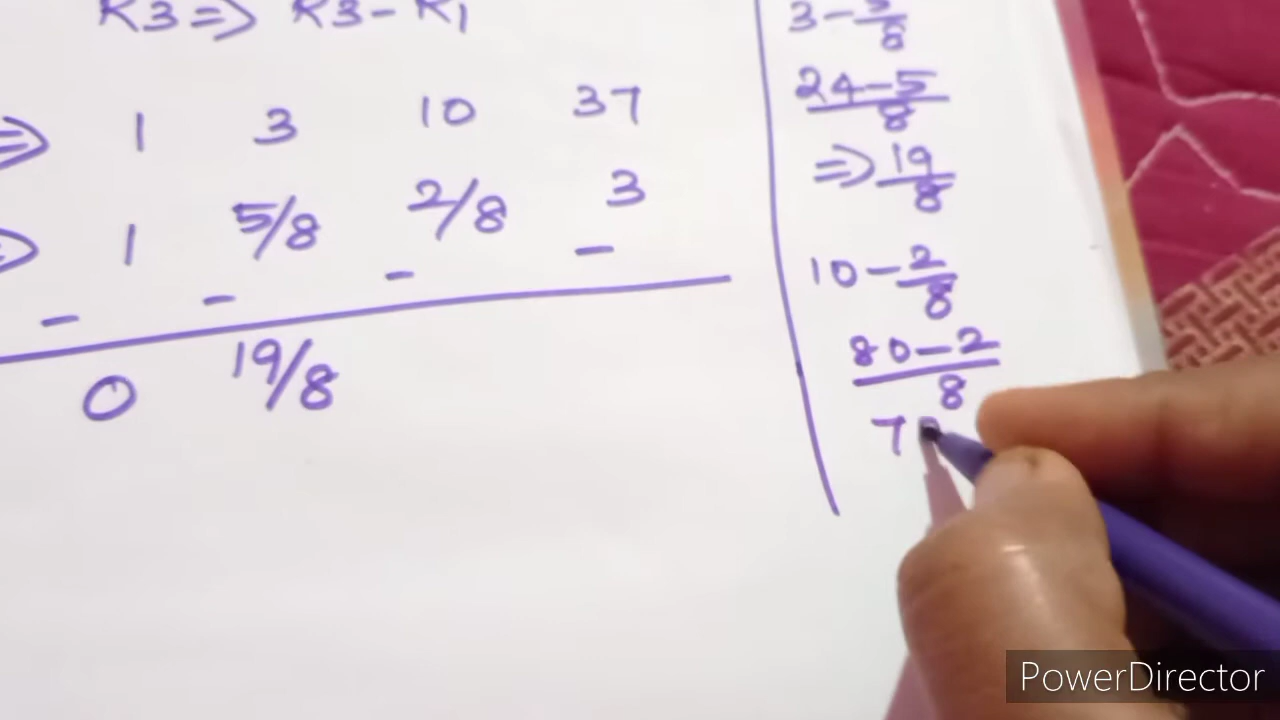 R3 => R3 - R1
=> 1 3 10 37
=> 1 5/8 2/8 3
- - - -
0 19/8
3 - 5/8
24-5/8
=> 19/8
10 - 2/8
80-2/8
7
PowerDirector